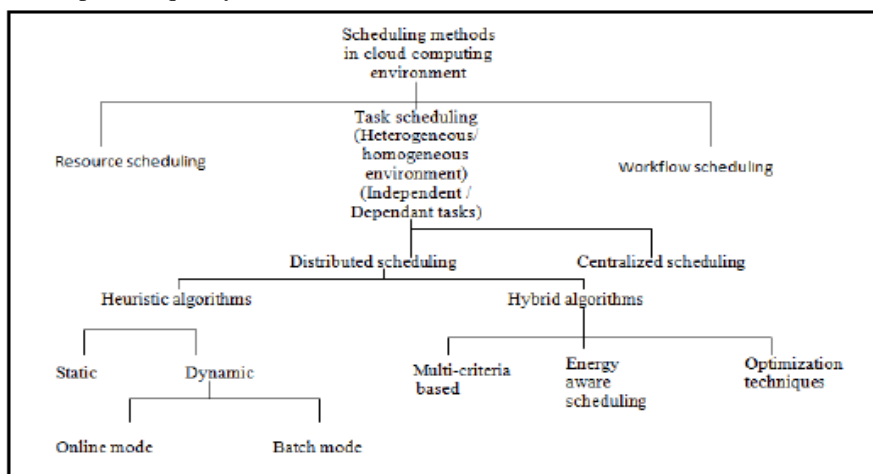 Scheduling methods
in cloud computing
environment
Task scheduling
(Heterogeneous/
homogeneous
environment)
(Independent /
Dependant tasks)
Resource scheduling
Workflow scheduling
Distributed scheduling
Centralized scheduling
Heuristic algorithms
Hybrid algorithms
Static
Dynamic
Multi-criteria
based
Energy
aware
scheduling
Optimization
techniques
Online mode
Batch mode